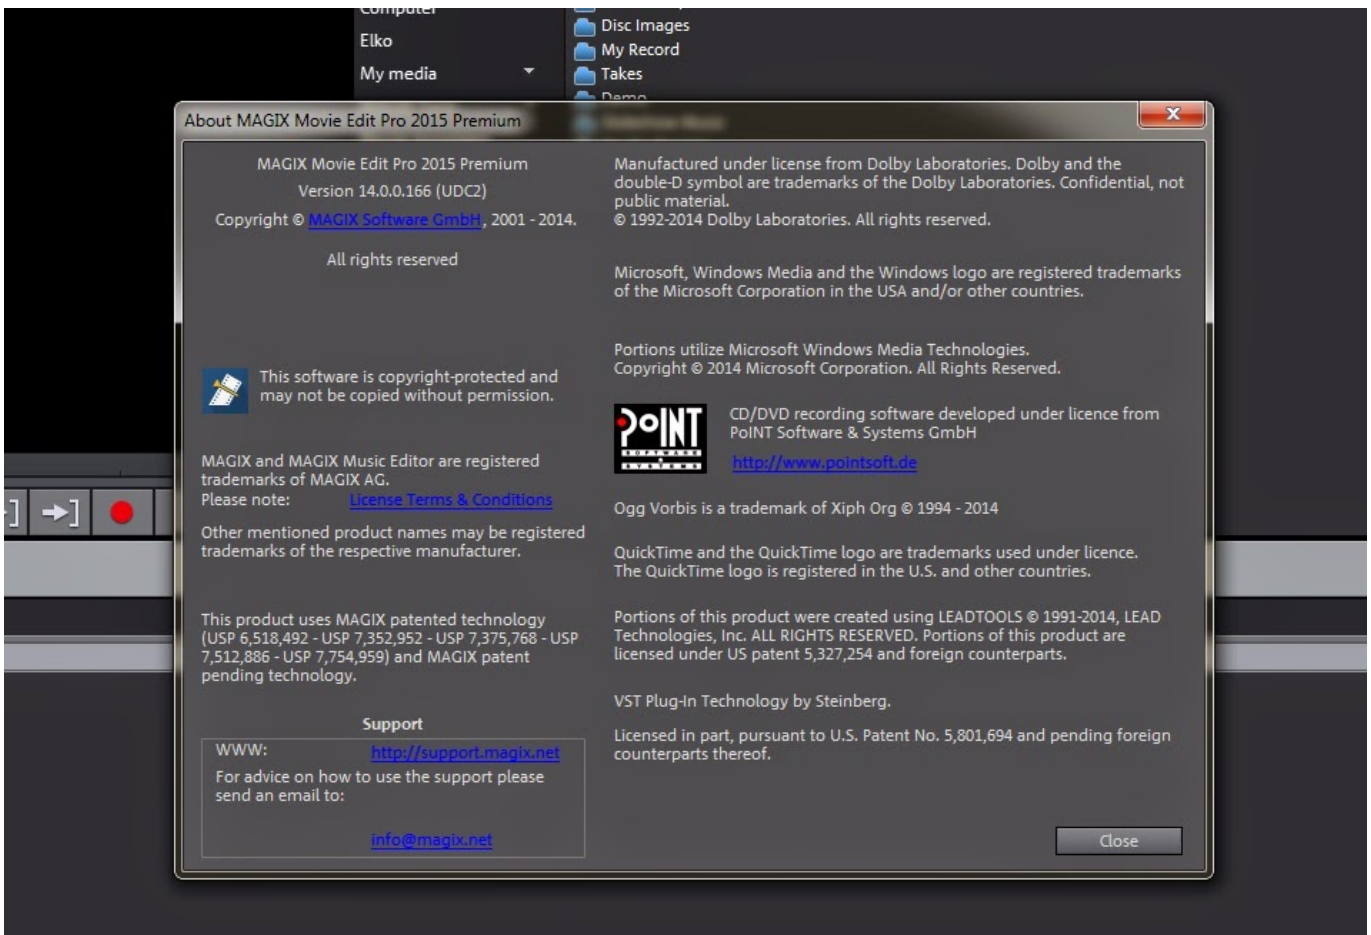 Computer
Elko
My media
Disc Images
My Record
Takes
Demo
About MAGIX Movie Edit Pro 2015 Premium
MAGIX Movie Edit Pro 2015 Premium
Version 14.0.0.166 (UDC2)
Copyright © MAGIX Software GmbH, 2001 - 2014.
All rights reserved
This software is copyright-protected and
may not be copied without permission.
MAGIX and MAGIX Music Editor are registered
trademarks of MAGIX AG.
Please note: License Terms & Conditions
Other mentioned product names may be registered
trademarks of the respective manufacturer.
This product uses MAGIX patented technology
(USP 6,518,492 - USP 7,352,952 - USP 7,375,768 - USP
7,512,886 - USP 7,754,959) and MAGIX patent
pending technology.
Support
WWW: http://support.magix.net
For advice on how to use the support please
send an email to:
info@magix.net
Manufactured under license from Dolby Laboratories. Dolby and the
double-D symbol are trademarks of the Dolby Laboratories. Confidential, not
public material.
© 1992-2014 Dolby Laboratories. All rights reserved.
Microsoft, Windows Media and the Windows logo are registered trademarks
of the Microsoft Corporation in the USA and/or other countries.
Portions utilize Microsoft Windows Media Technologies.
Copyright © 2014 Microsoft Corporation. All Rights Reserved.
PoINT
SOFTWARE &
SYSTEMS
CD/DVD recording software developed under licence from
PoINT Software & Systems GmbH
http://www.pointsoft.de
Ogg Vorbis is a trademark of Xiph Org © 1994 - 2014
QuickTime and the QuickTime logo are trademarks used under licence.
The QuickTime logo is registered in the U.S. and other countries.
Portions of this product were created using LEADTOOLS © 1991-2014, LEAD
Technologies, Inc. ALL RIGHTS RESERVED. Portions of this product are
licensed under US patent 5,327,254 and foreign counterparts.
VST Plug-In Technology by Steinberg.
Licensed in part, pursuant to U.S. Patent No. 5,801,694 and pending foreign
counterparts thereof.
Close